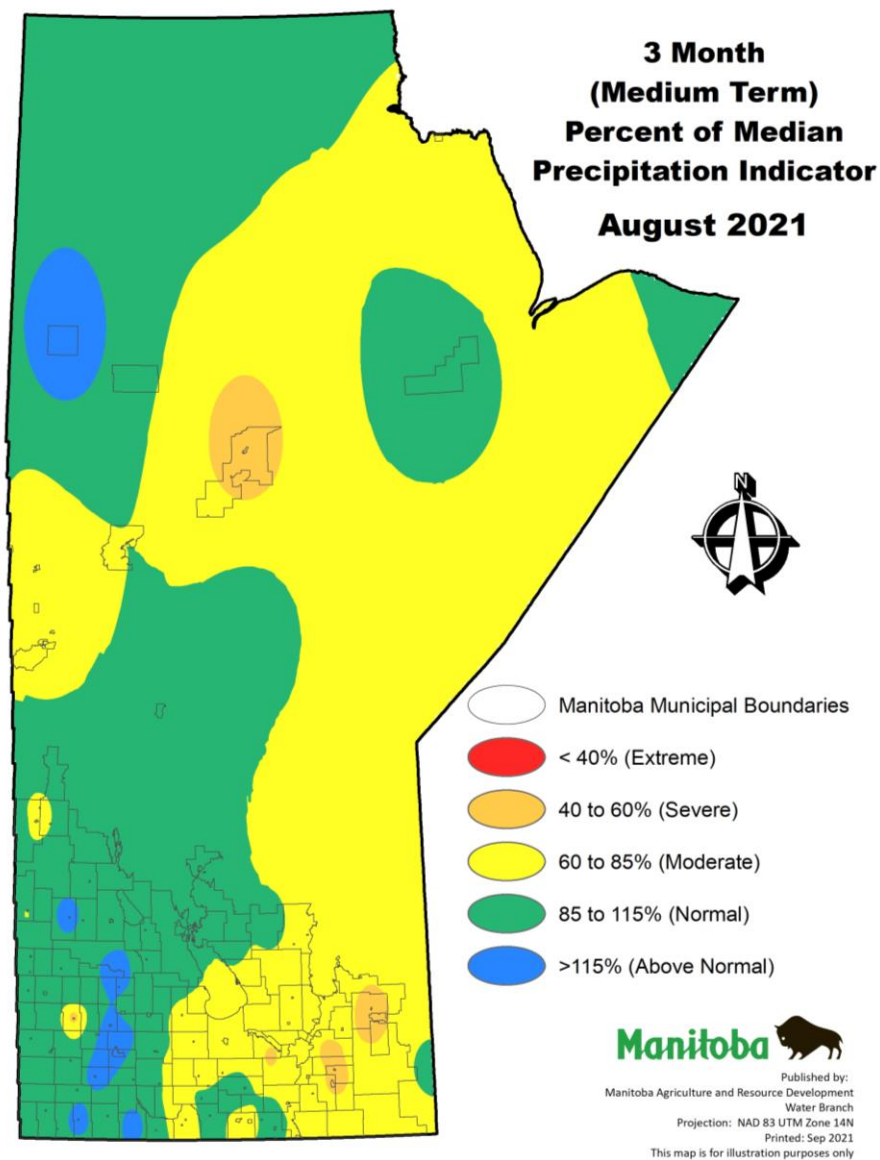 3 Month
(Medium Term)
Percent of Median
Precipitation Indicator
August 2021
N
Manitoba Municipal Boundaries
< 40% (Extreme)
40 to 60% (Severe)
60 to 85% (Moderate)
85 to 115% (Normal)
>115% (Above Normal)
Manitoba
Published by:
Manitoba Agriculture and Resource Development
Water Branch
Projection: NAD 83 UTM Zone 14N
Printed: Sep 2021
This map is for illustration purposes only